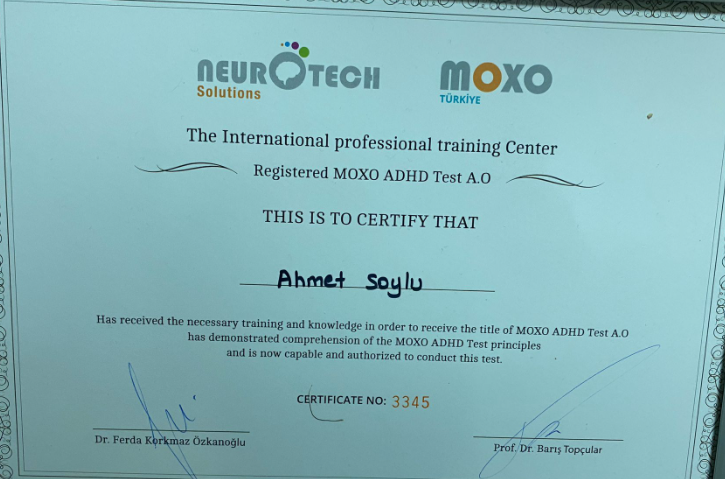 NEUROTECH
Solutions
MOXO
TÜRKİYE
The International professional training Center
Registered MOXO ADHD Test A.O
THIS IS TO CERTIFY THAT
Ahmet Soylu
Has received the necessary training and knowledge in order to receive the title of MOXO ADHD Test A.O
has demonstrated comprehension of the MOXO ADHD Test principles
and is now capable and authorized to conduct this test.
CERTIFICATE NO: 3345
Dr. Ferda Korkmaz Özkanoğlu
Prof. Dr. Barış Topçular